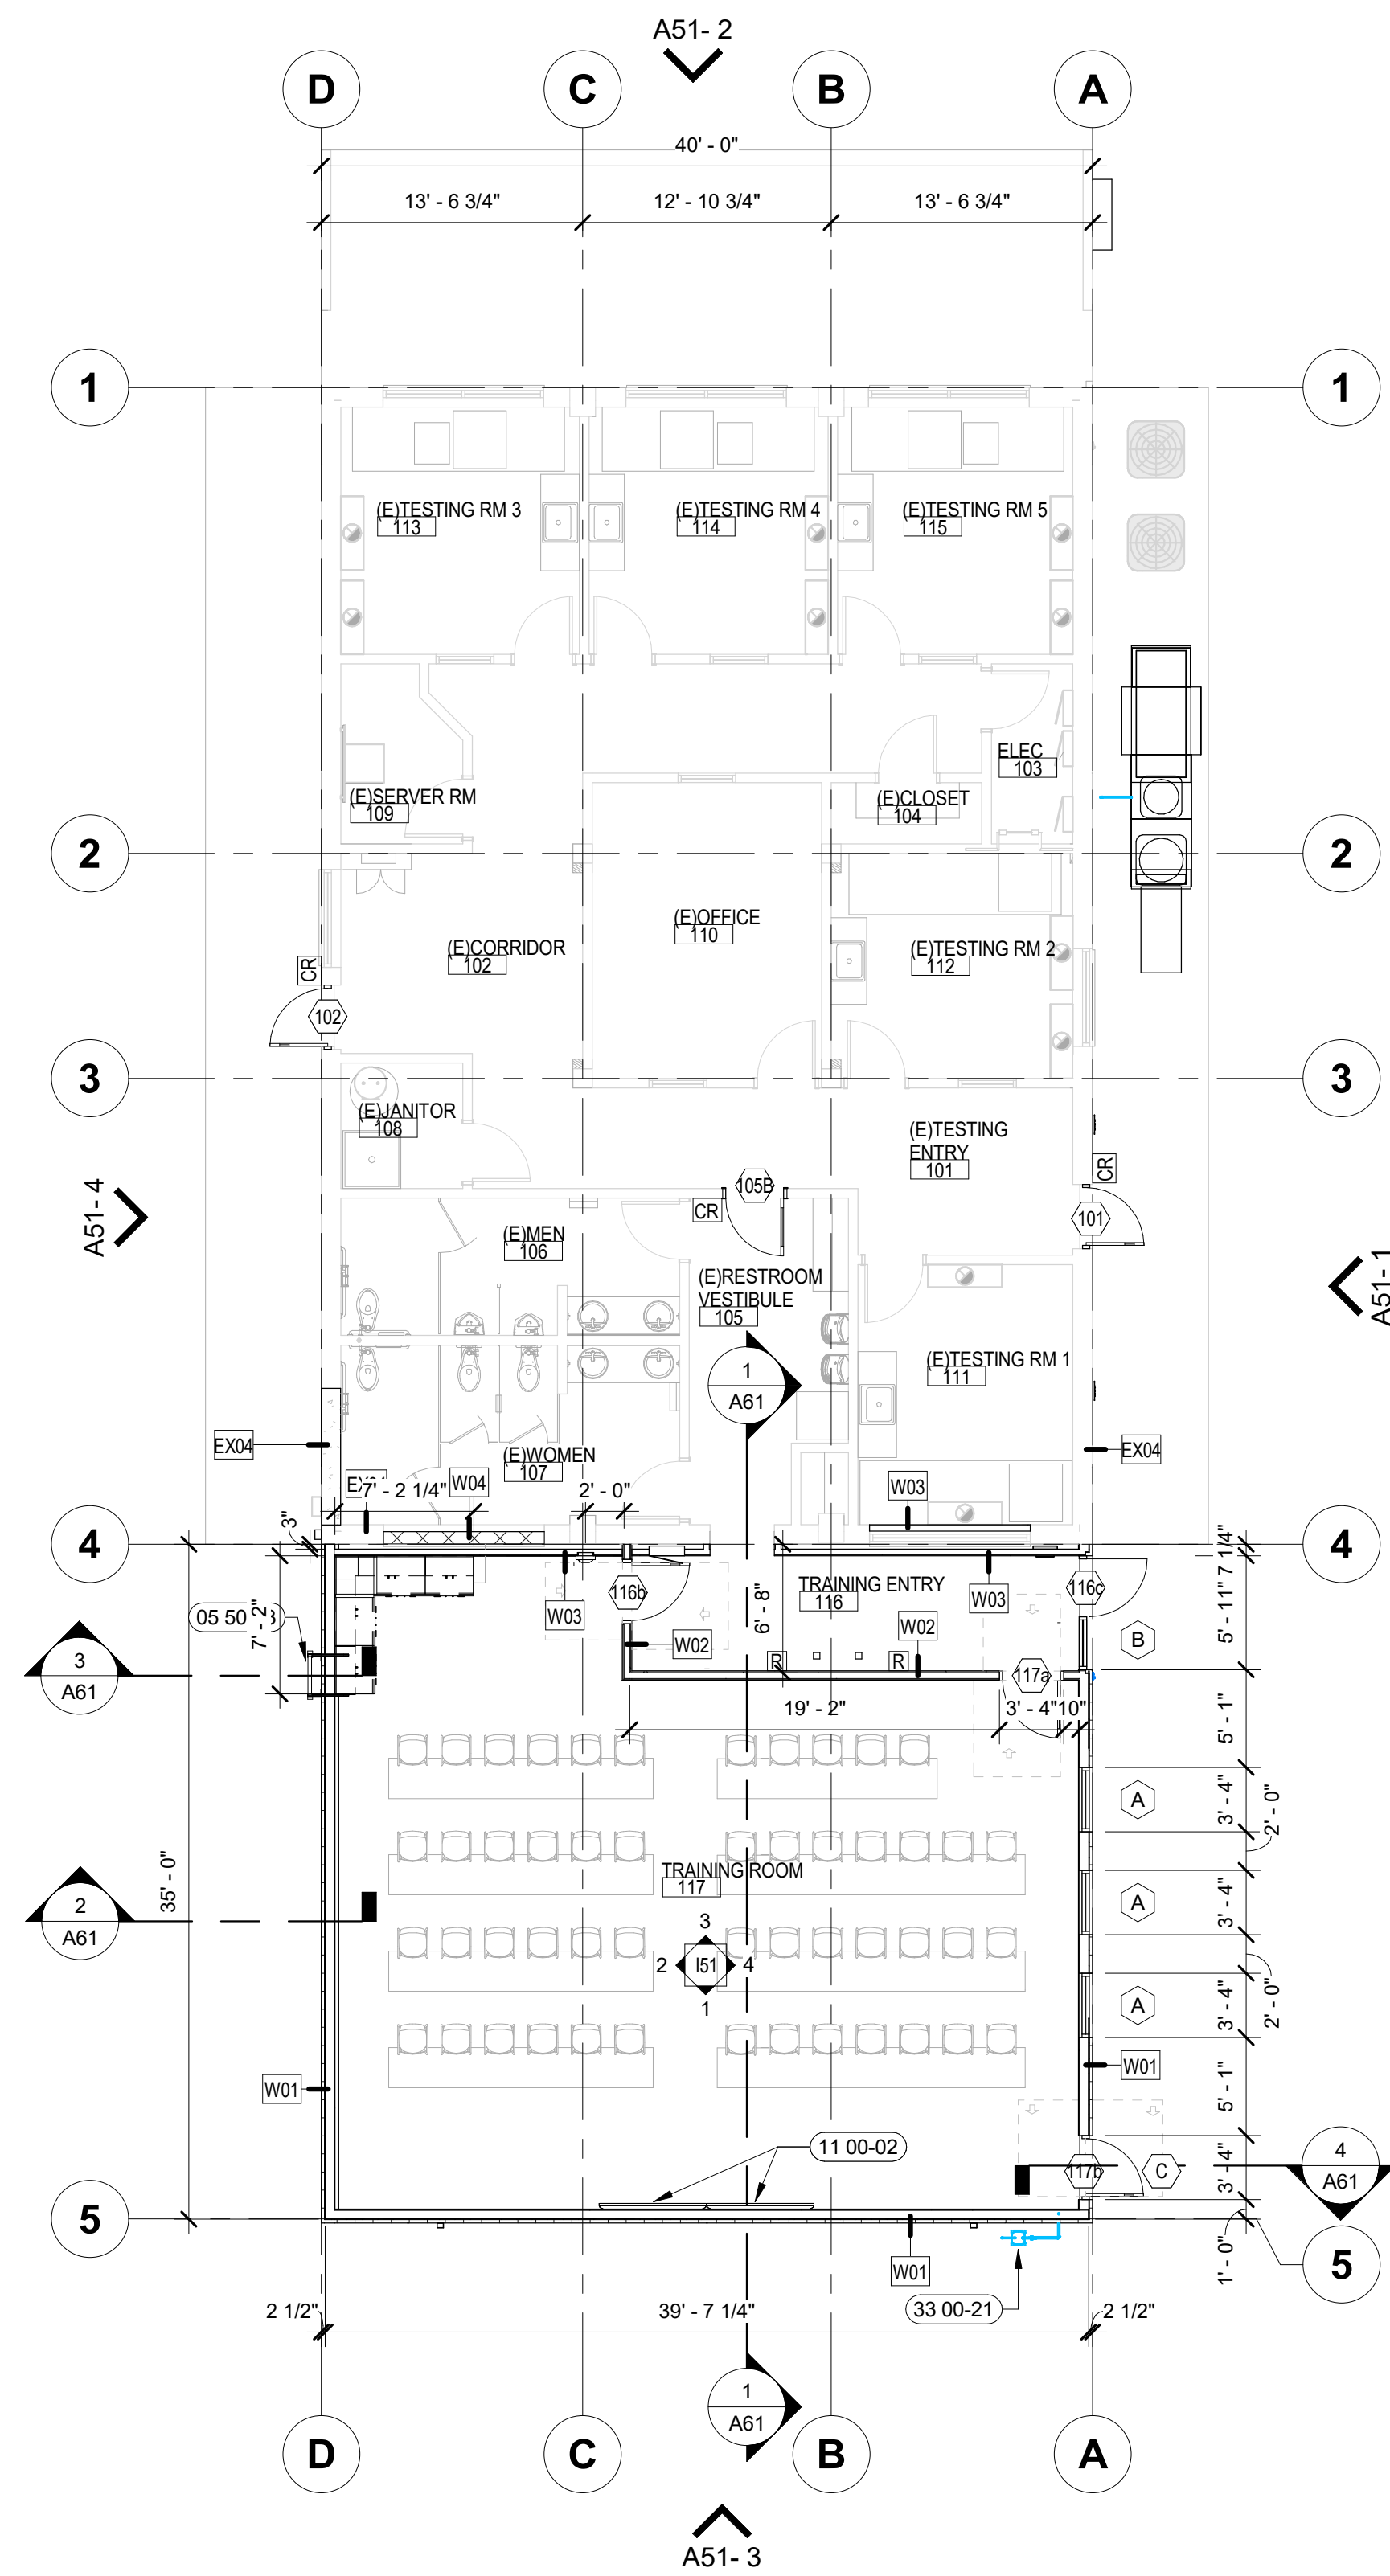 A51- 2
D C B A
40' - 0"
13' - 6 3/4" 12' - 10 3/4" 13' - 6 3/4"
1 1
(E)TESTING RM 3
113
(E)TESTING RM 4
114
(E)TESTING RM 5
115
ELEC
103
(E)SERVER RM
109
(E)CLOSET
104
2 2
(E)OFFICE
110
(E)CORRIDOR
102
(E)TESTING RM 2
112
CR
102
3 3
(E)JANITOR
108
(E)TESTING
ENTRY
101
CR
A51- 4
105B
CR
101
(E)MEN
106
(E)RESTROOM
VESTIBULE
105
A51- 1
1
A61
(E)TESTING RM 1
111
EX04
EX04
(E)WOMEN
107
7' - 2 1/4"
W04
2' - 0"
W03
3"
4 4
7 1/4"
116b
TRAINING ENTRY
116
116c
W03
W03
05 50
7' - 2"
6' - 8"
5' - 11"
W02
W02
B
3
A61
R R
117a
19' - 2"
3' - 4"
10"
5' - 1"
A
3' - 4"
2' - 0"
TRAINING ROOM
117
35' - 0"
2
A61
A
3' - 4"
3
2 I51 4
1
A
3' - 4"
2' - 0"
W01
W01
5' - 1"
11 00-02
117b
C
3' - 4"
4
A61
5 5
1' - 0"
W01
33 00-21
2 1/2"
39' - 7 1/4"
2 1/2"
1
A61
D C B A
A51- 3